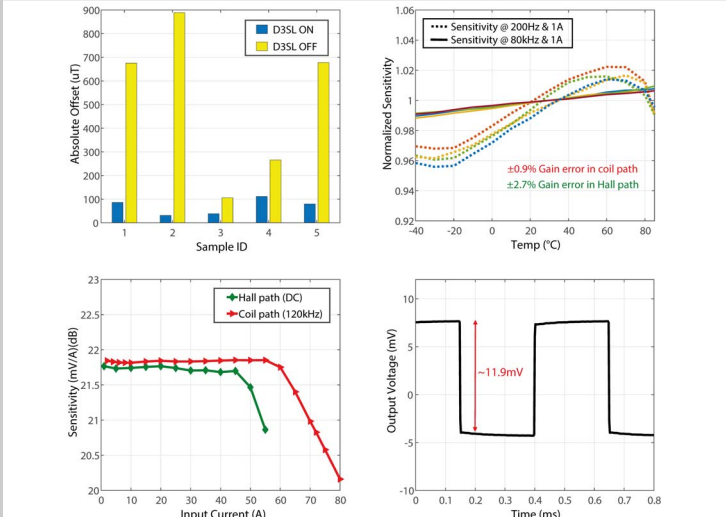 900
800
700
600
500
400
300
200
100
0
Absolute Offset (uT)
D3SL ON
D3SL OFF
1 2 3 4 5
Sample ID
1.06
1.04
1.02
1
0.98
0.96
0.94
0.92
Normalized Sensitivity
Sensitivity @ 200Hz & 1A
Sensitivity @ 80kHz & 1A
±0.9% Gain error in coil path
±2.7% Gain error in Hall path
-40 -20 0 20 40 60 80
Temp (°C)
23
22.5
22
21.5
21
20.5
20
Sensitivity (mV/A)(dB)
Hall path (DC)
Coil path (120kHz)
0 10 20 30 40 50 60 70 80
Input Current (A)
10
5
0
-5
-10
Output Voltage (mV)
~11.9mV
0 0.1 0.2 0.3 0.4 0.5 0.6 0.7 0.8
Time (ms)